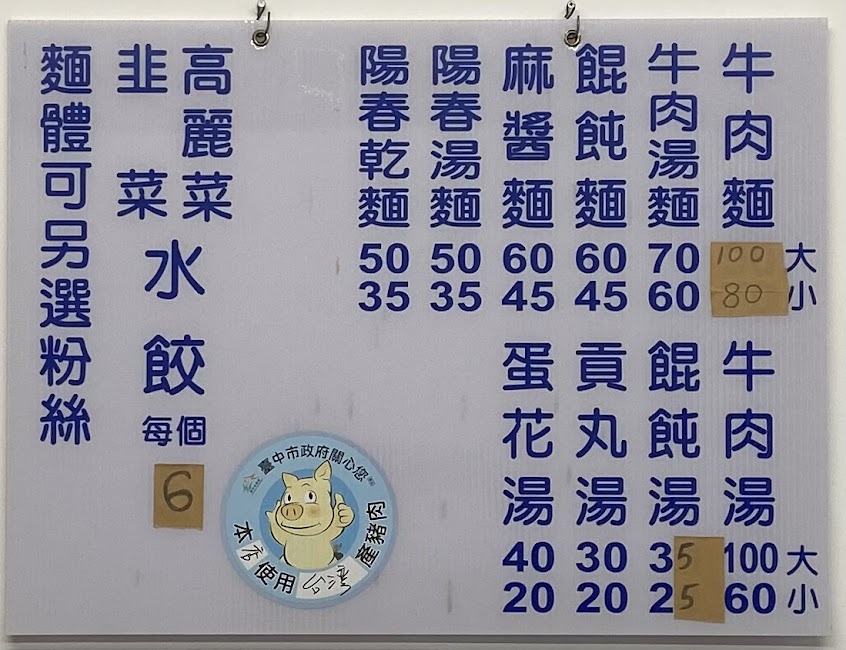 牛肉麵 100 80
大 小
牛肉湯麵 70 60
餛飩麵 60 45
麻醬麵 60 45
陽春湯麵 50 35
陽春乾麵 50 35
牛肉湯 100 60
大 小
餛飩湯 35 25
貢丸湯 30 20
蛋花湯 40 20
高麗菜
韭菜
水餃
每個
6
麵體可另選粉絲
臺中市政府關心您
本店使用台灣產豬肉